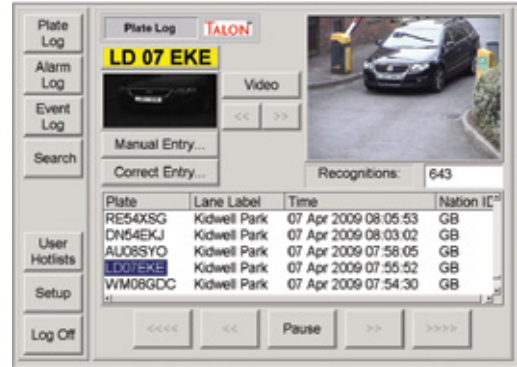 Plate Log
Alarm Log
Event Log
Search
User Hotlists
Setup
Log Off
Plate Log
TALON
LD 07 EKE
Video
<< >>
Manual Entry...
Correct Entry...
Recognitions: 643
Plate Lane Label Time Nation ID
RE54XSG Kidwell Park 07 Apr 2009 08:05:53 GB
DN54EKJ Kidwell Park 07 Apr 2009 08:03:02 GB
AU08SYO Kidwell Park 07 Apr 2009 07:58:05 GB
LD07EKE Kidwell Park 07 Apr 2009 07:55:52 GB
WM08GDC Kidwell Park 07 Apr 2009 07:54:30 GB
<<<< << Pause >> >>>>